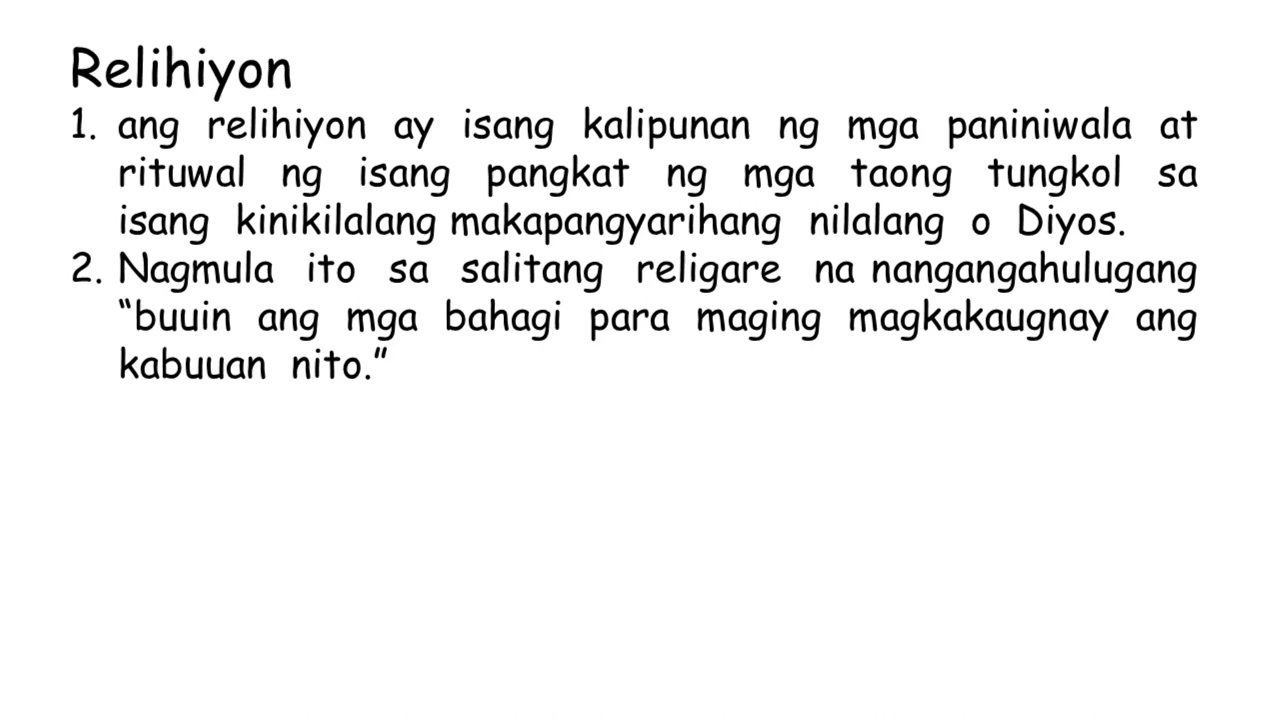 Relihiyon
1. ang relihiyon ay isang kalipunan ng mga paniniwala at
rituwal ng isang pangkat ng mga taong tungkol sa
isang kinikilalang makapangyarihang nilalang o Diyos.
2. Nagmula ito sa salitang religare na nangangahulugang
“buuin ang mga bahagi para maging magkakaugnay ang
kabuuan nito.”